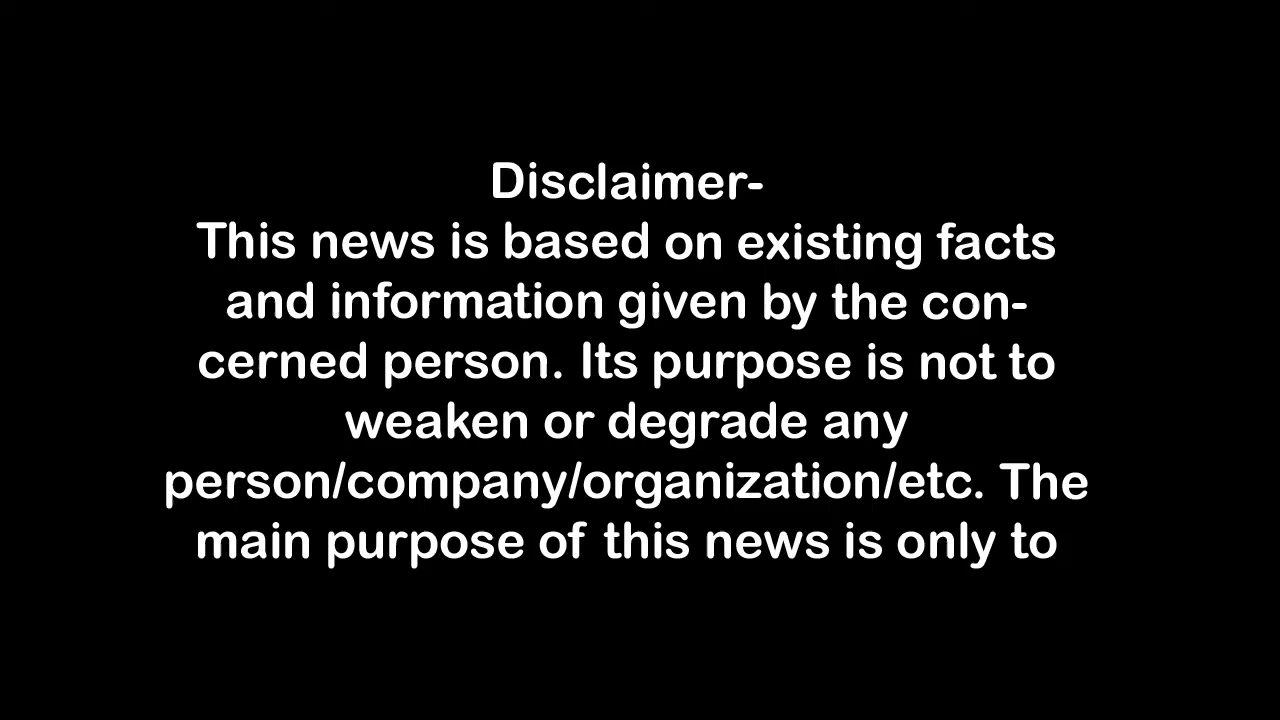 Disclaimer-
This news is based on existing facts
and information given by the con-
cerned person. Its purpose is not to
weaken or degrade any
person/company/organization/etc. The
main purpose of this news is only to